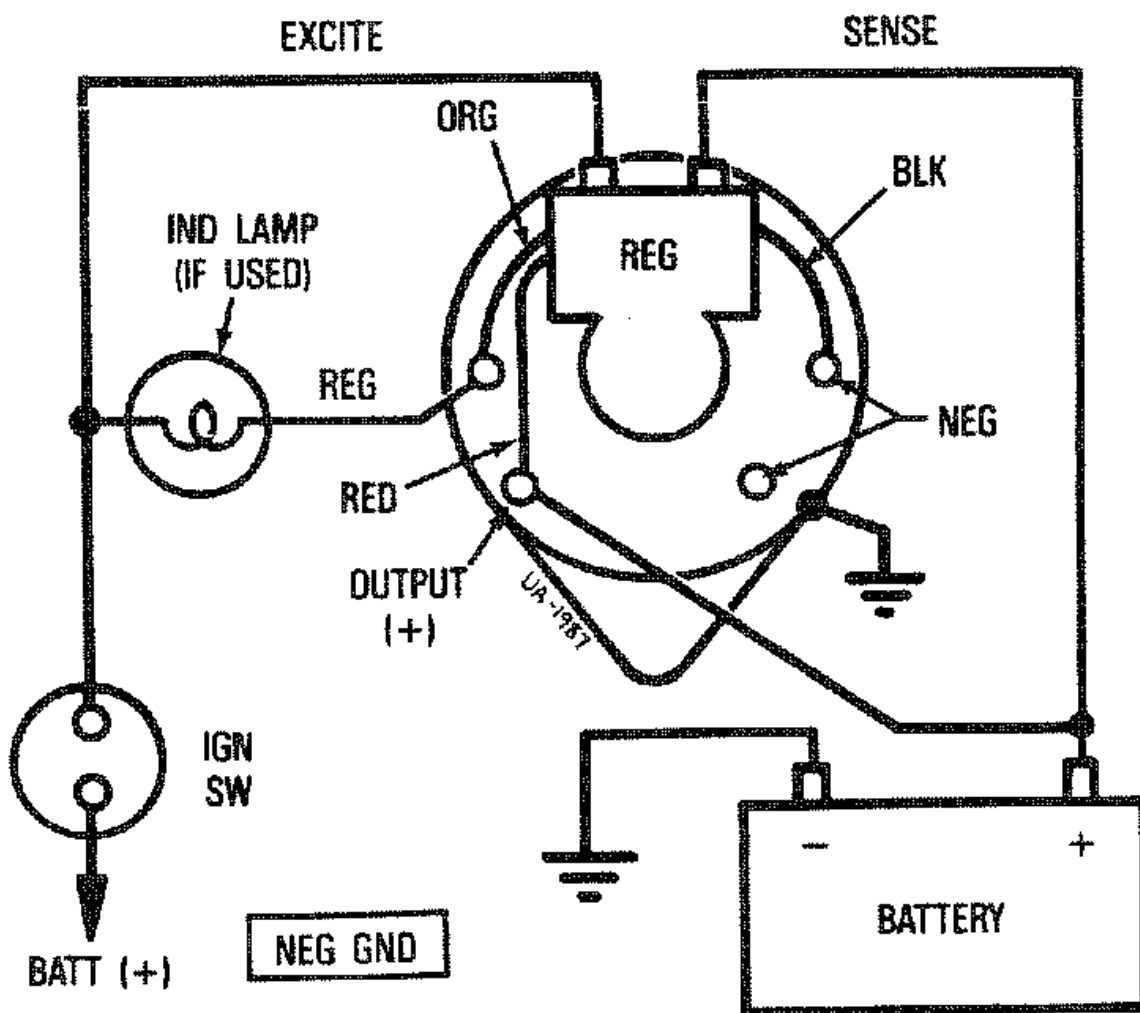 EXCITE
SENSE
ORG
BLK
IND LAMP
(IF USED)
REG
REG
NEG
RED
OUTPUT
(+)
UA-1987
IGN
SW
- +
BATTERY
NEG GND
BATT (+)